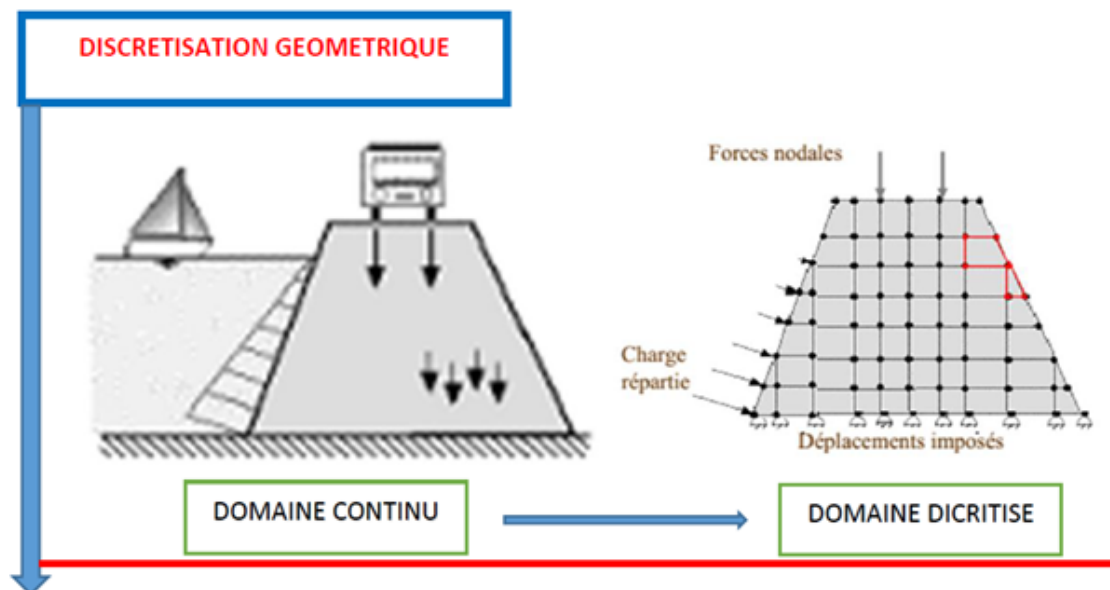 DISCRETISATION GEOMETRIQUE
Forces nodales
Charge
répartie
Déplacements imposés
DOMAINE CONTINU
DOMAINE DICRITISE